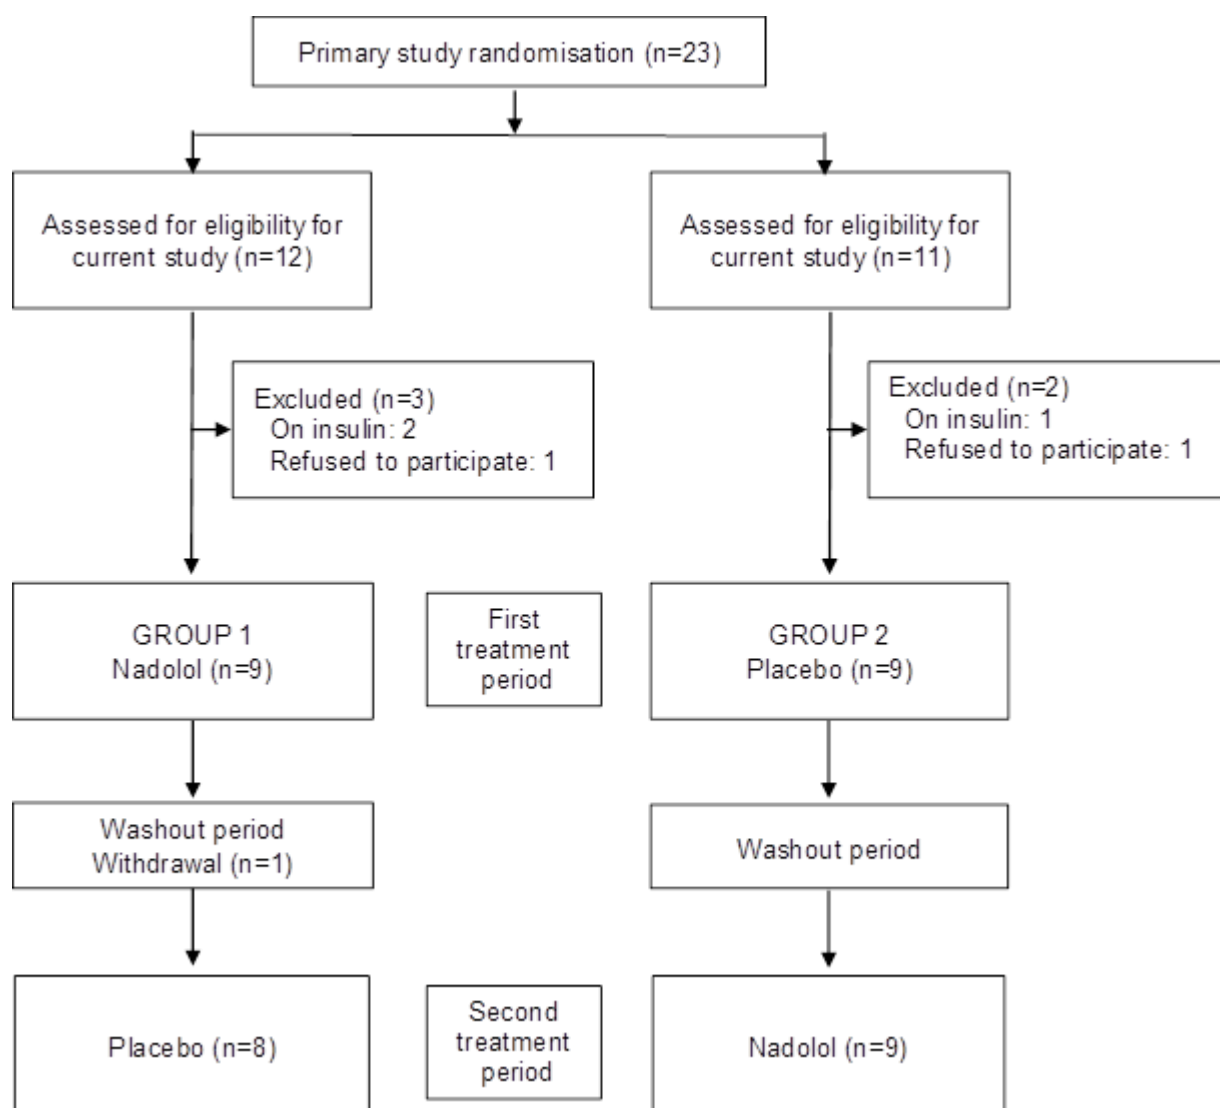 Primary study randomisation (n=23)
Assessed for eligibility for
current study (n=12)
Assessed for eligibility for
current study (n=11)
Excluded (n=3)
On insulin: 2
Refused to participate: 1
Excluded (n=2)
On insulin: 1
Refused to participate: 1
GROUP 1
Nadolol (n=9)
First
treatment
period
GROUP 2
Placebo (n=9)
Washout period
Withdrawal (n=1)
Washout period
Placebo (n=8)
Second
treatment
period
Nadolol (n=9)